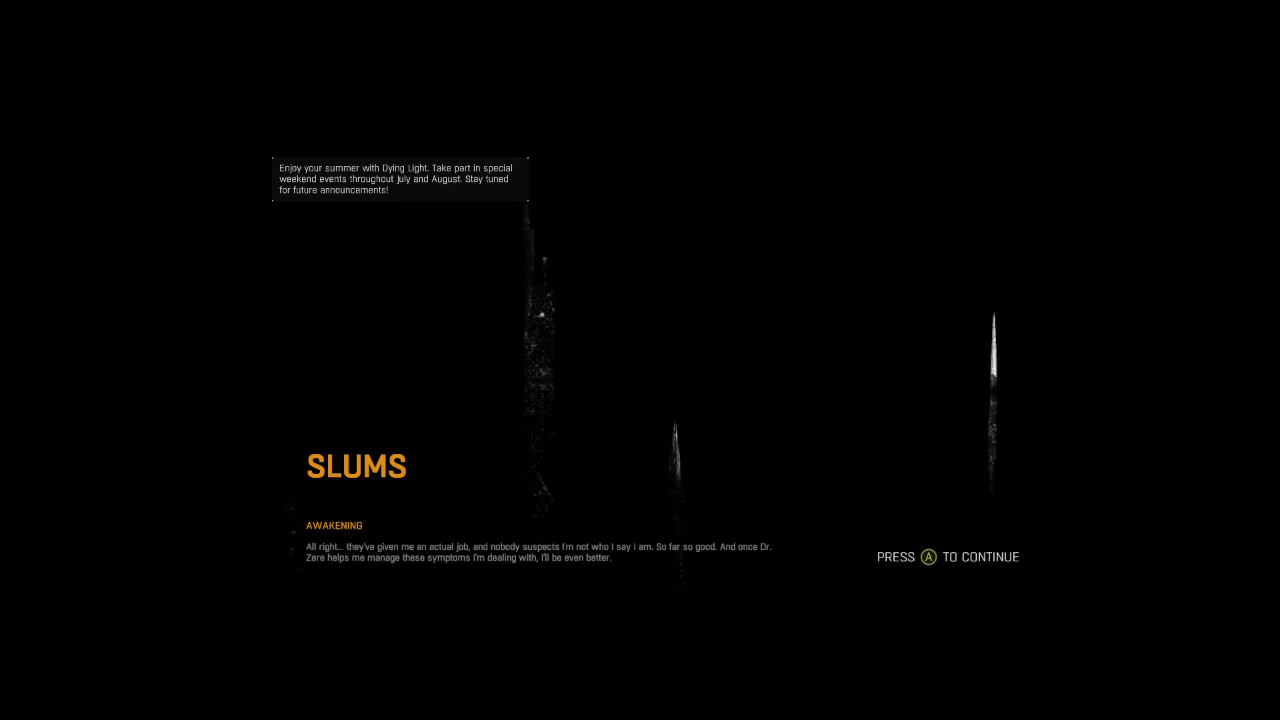 Enjoy your summer with Dying Light. Take part in special
weekend events throughout July and August. Stay tuned
for future announcements!
SLUMS
AWAKENING
All right... they've given me an actual job, and nobody suspects I'm not who I say I am. So far so good. And once Dr.
Zere helps me manage these symptoms I'm dealing with, I'll be even better.
PRESS A TO CONTINUE